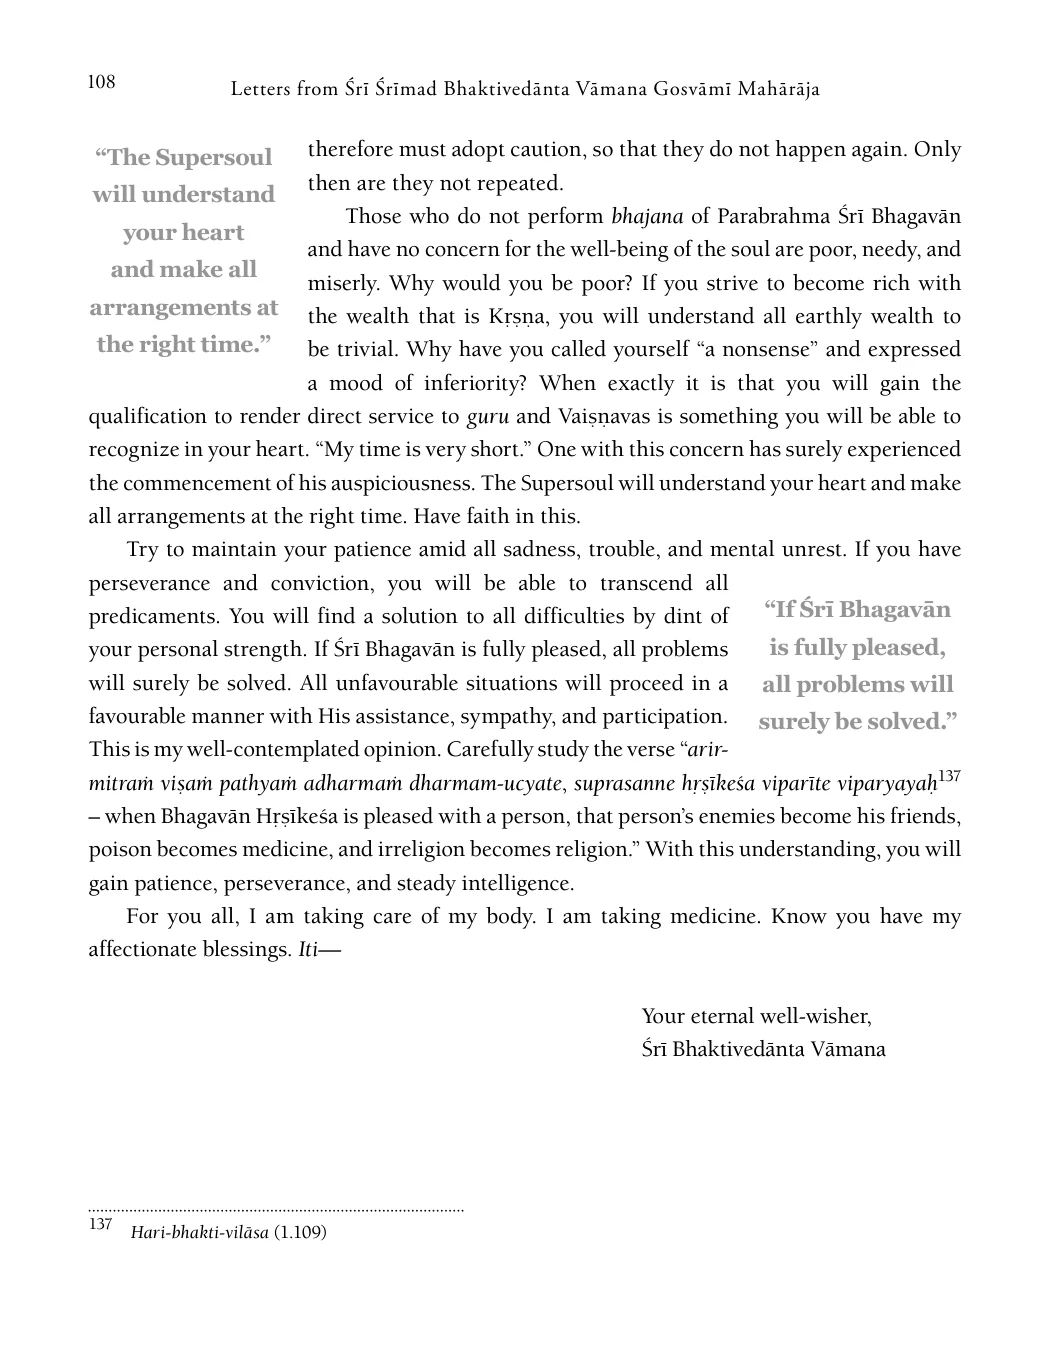 108
Letters from Śrī Śrīmad Bhaktivedānta Vāmana Gosvāmī Mahārāja
“The Supersoul
will understand
your heart
and make all
arrangements at
the right time.”
therefore must adopt caution, so that they do not happen again. Only
then are they not repeated.
Those who do not perform bhajana of Parabrahma Śrī Bhagavān
and have no concern for the well-being of the soul are poor, needy, and
miserly. Why would you be poor? If you strive to become rich with
the wealth that is Kṛṣṇa, you will understand all earthly wealth to
be trivial. Why have you called yourself “a nonsense” and expressed
a mood of inferiority? When exactly it is that you will gain the
qualification to render direct service to guru and Vaiṣṇavas is something you will be able to
recognize in your heart. “My time is very short.” One with this concern has surely experienced
the commencement of his auspiciousness. The Supersoul will understand your heart and make
all arrangements at the right time. Have faith in this.
Try to maintain your patience amid all sadness, trouble, and mental unrest. If you have
perseverance and conviction, you will be able to transcend all
predicaments. You will find a solution to all difficulties by dint of
your personal strength. If Śrī Bhagavān is fully pleased, all problems
will surely be solved. All unfavourable situations will proceed in a
favourable manner with His assistance, sympathy, and participation.
This is my well-contemplated opinion. Carefully study the verse “arir-
“If Śrī Bhagavān
is fully pleased,
all problems will
surely be solved.”
mitraṁ viṣaṁ pathyaṁ adharmaṁ dharmam-ucyate, suprasanne hṛṣīkeśa viparīte viparyayaḥ137
– when Bhagavān Hṛṣīkeśa is pleased with a person, that person’s enemies become his friends,
poison becomes medicine, and irreligion becomes religion.” With this understanding, you will
gain patience, perseverance, and steady intelligence.
For you all, I am taking care of my body. I am taking medicine. Know you have my
affectionate blessings. Iti—
Your eternal well-wisher,
Śrī Bhaktivedānta Vāmana
137 Hari-bhakti-vilāsa (1.109)